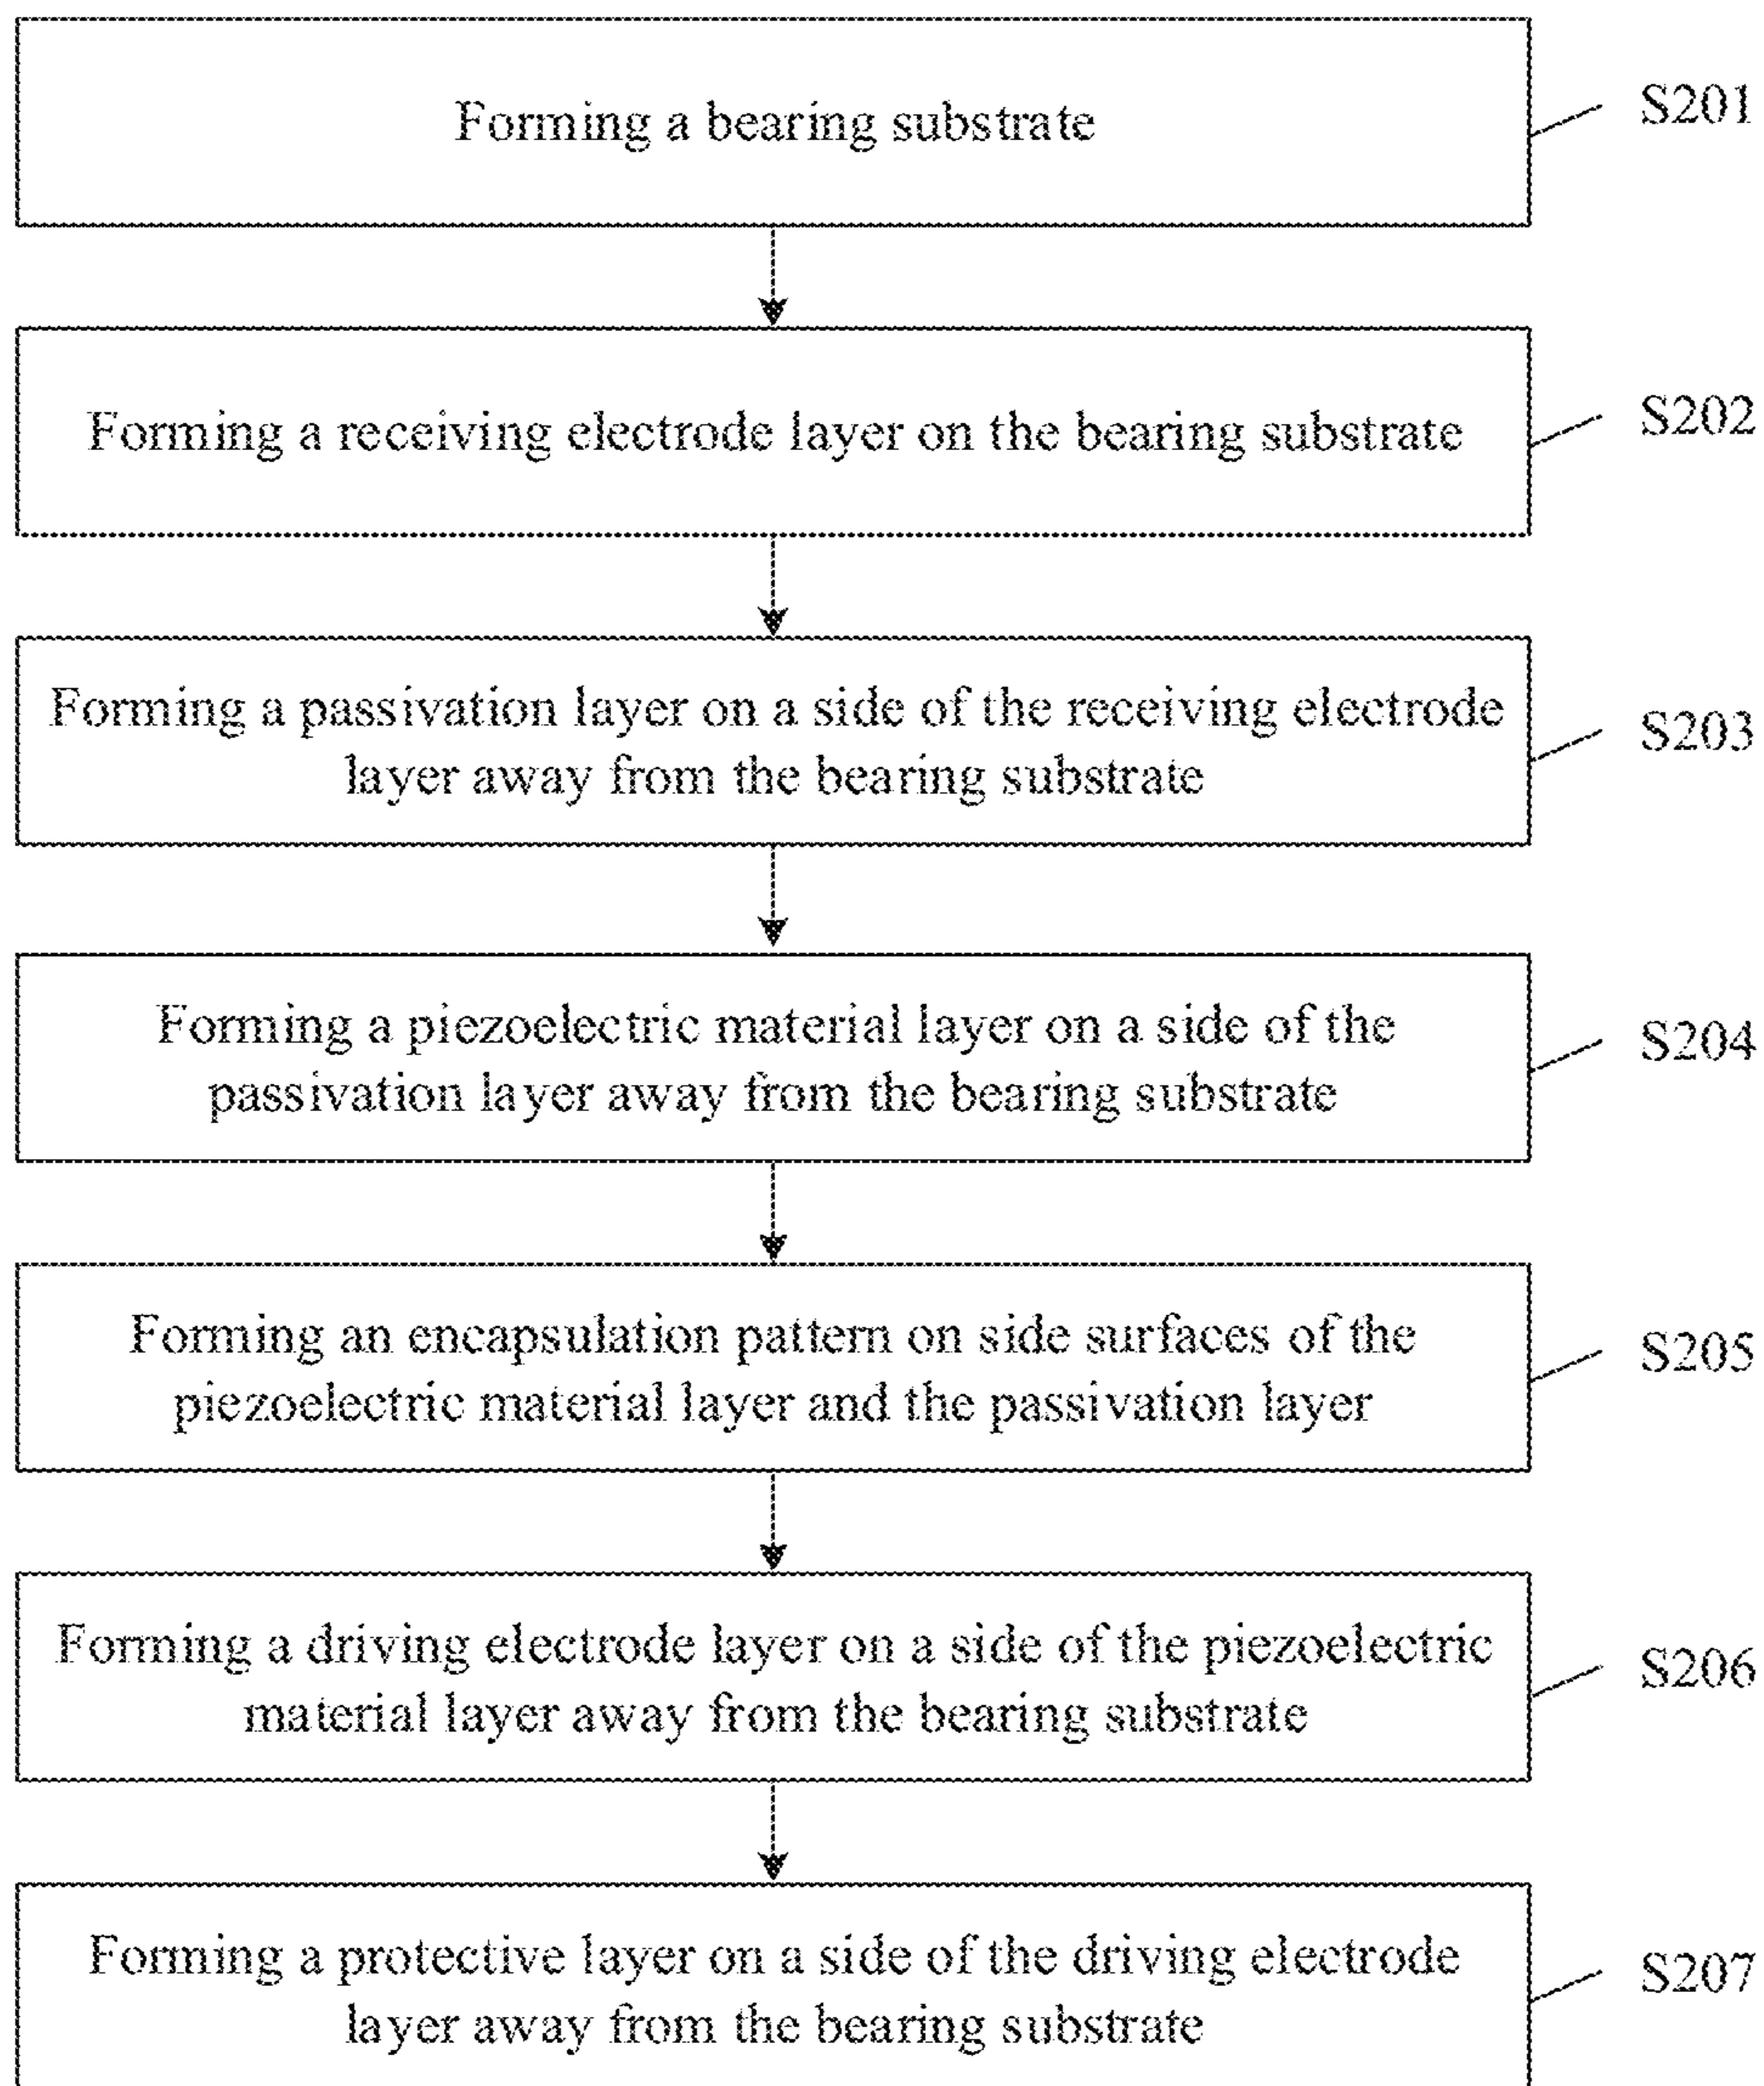 Forming a bearing substrate
S201
Forming a receiving electrode layer on the bearing substrate
S202
Forming a passivation layer on a side of the receiving electrode
layer away from the bearing substrate
S203
Forming a piezoelectric material layer on a side of the
passivation layer away from the bearing substrate
S204
Forming an encapsulation pattern on side surfaces of the
piezoelectric material layer and the passivation layer
S205
Forming a driving electrode layer on a side of the piezoelectric
material layer away from the bearing substrate
S206
Forming a protective layer on a side of the driving electrode
layer away from the bearing substrate
S207